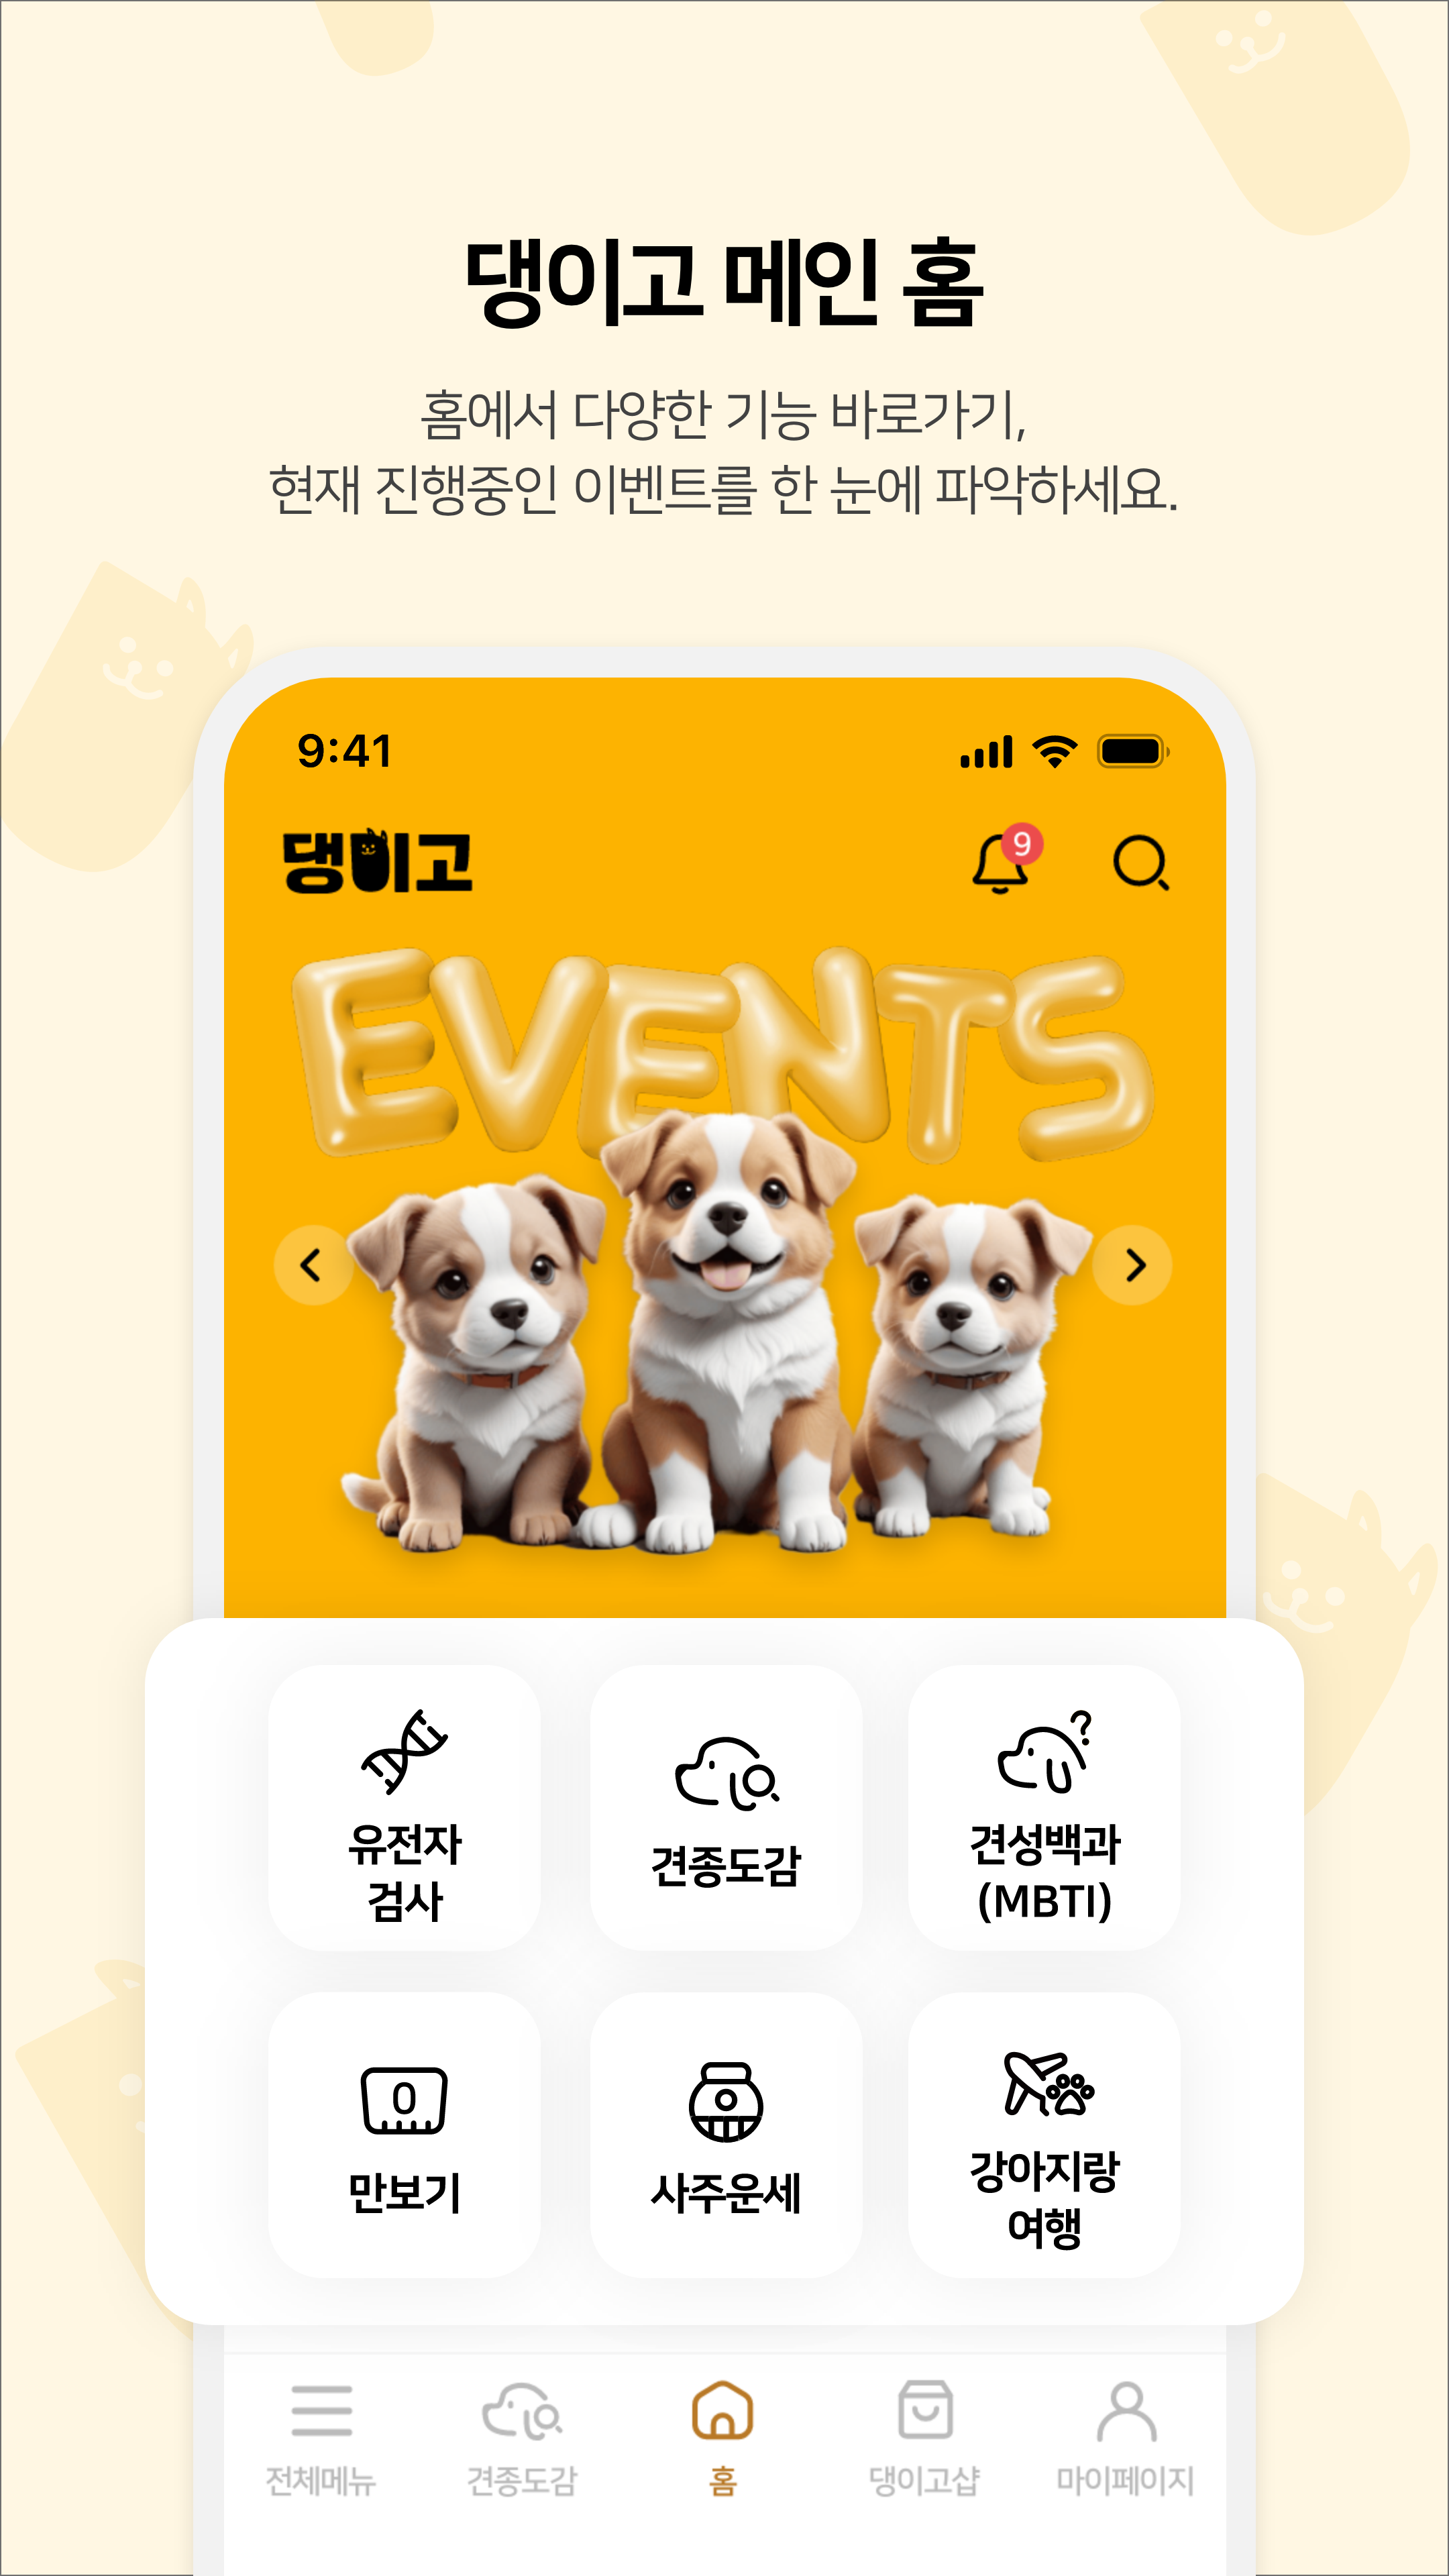 댕이고 메인 홈
홈에서 다양한 기능 바로가기,
현재 진행중인 이벤트를 한 눈에 파악하세요.
9:41
댕이고
9
EVENTS
유전자
검사
견종도감
견성백과
(MBTI)
0
만보기
사주운세
강아지랑
여행
전체메뉴
견종도감
홈
댕이고샵
마이페이지